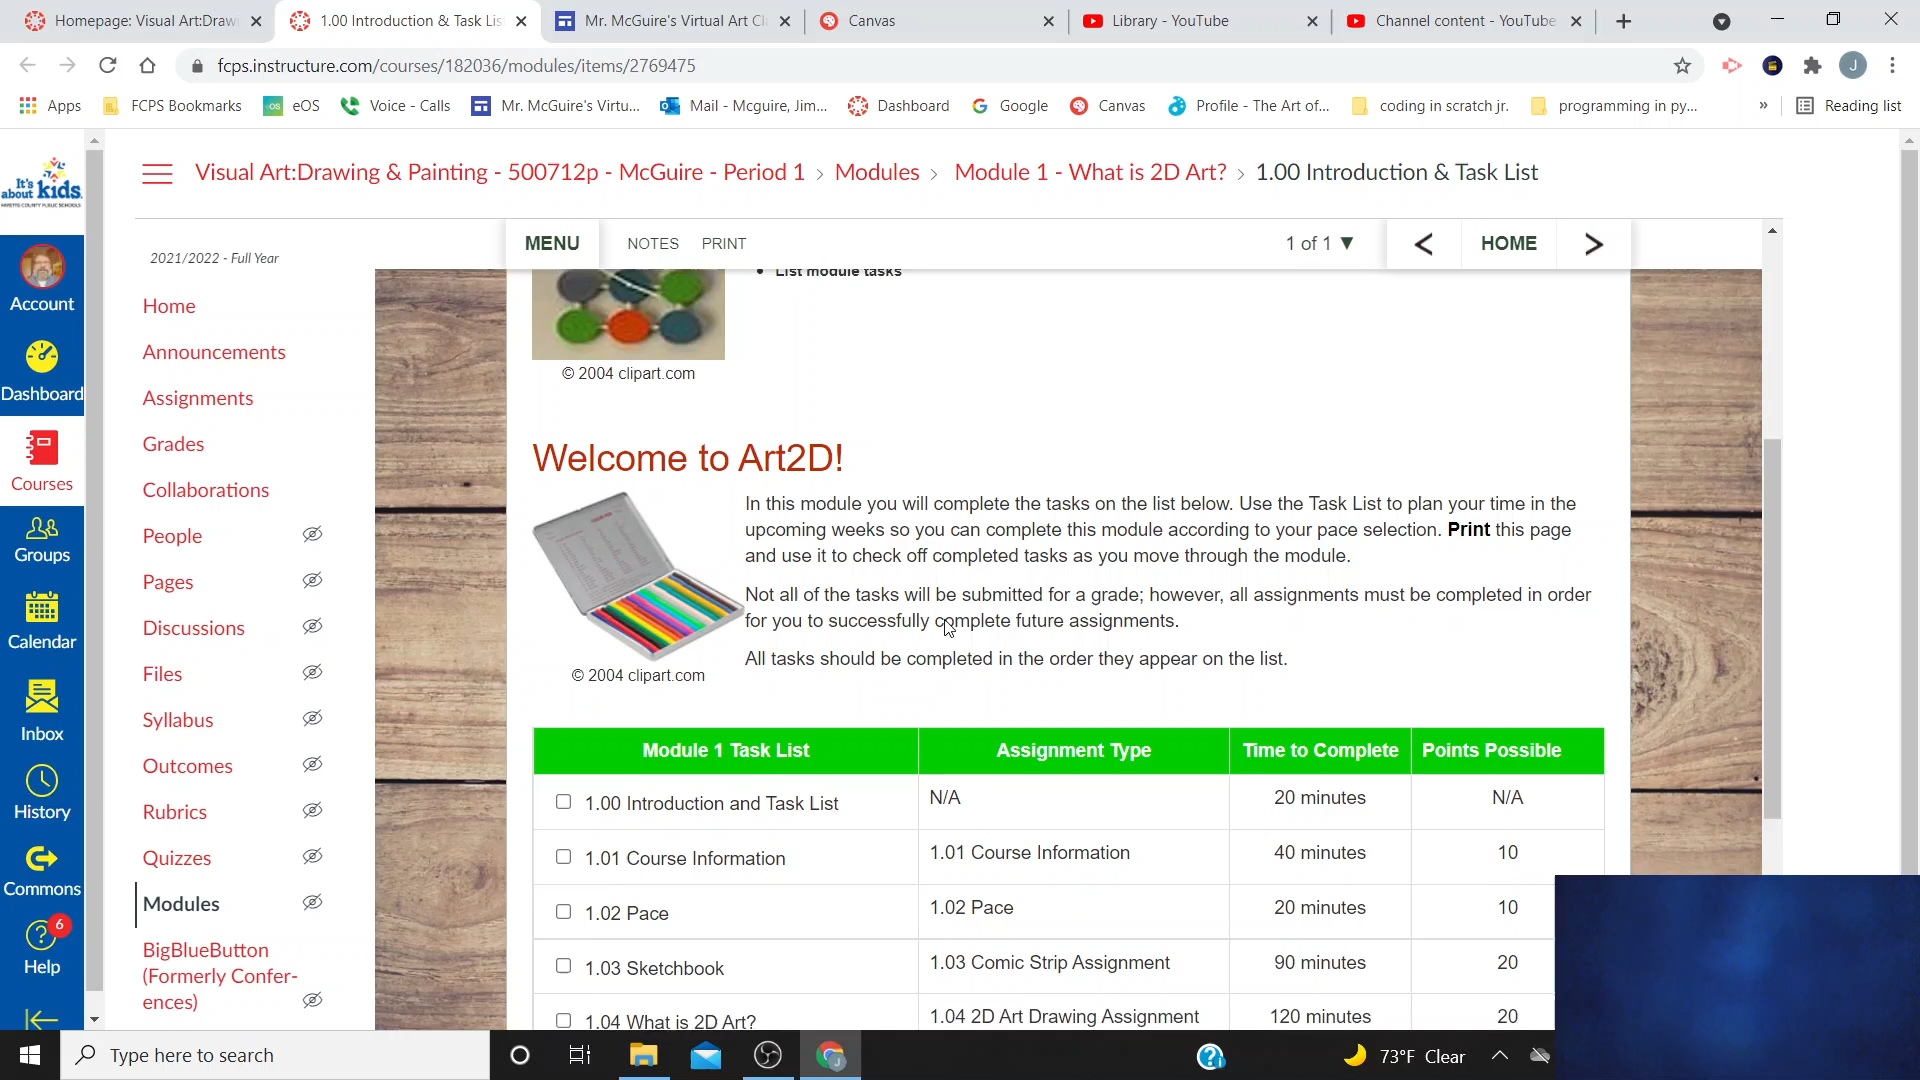 Homepage: Visual Art:Draw
1.00 Introduction & Task Lis
Mr. McGuire's Virtual Art Cl
Canvas
Library - YouTube
Channel content - YouTube
fcps.instructure.com/courses/182036/modules/items/2769475
J
Apps
FCPS Bookmarks
eOS
Voice - Calls
Mr. McGuire's Virtu...
Mail - Mcguire, Jim...
Dashboard
Google
Canvas
Profile - The Art of...
coding in scratch jr.
programming in py...
»
Reading list
It's about kids.
FAYETTE COUNTY PUBLIC SCHOOLS
Visual Art:Drawing & Painting - 500712p - McGuire - Period 1 > Modules > Module 1 - What is 2D Art? > 1.00 Introduction & Task List
Account
Dashboard
Courses
Groups
Calendar
Inbox
History
Commons
6
Help
2021/2022 - Full Year
Home
Announcements
Assignments
Grades
Collaborations
People
Pages
Discussions
Files
Syllabus
Outcomes
Rubrics
Quizzes
Modules
BigBlueButton
(Formerly Confer-
ences)
MENU NOTES PRINT 1 of 1 ▼ < HOME >
• List module tasks
© 2004 clipart.com
Welcome to Art2D!
In this module you will complete the tasks on the list below. Use the Task List to plan your time in the
upcoming weeks so you can complete this module according to your pace selection. Print this page
and use it to check off completed tasks as you move through the module.
Not all of the tasks will be submitted for a grade; however, all assignments must be completed in order
for you to successfully complete future assignments.
All tasks should be completed in the order they appear on the list.
© 2004 clipart.com
Module 1 Task List Assignment Type Time to Complete Points Possible
1.00 Introduction and Task List N/A 20 minutes N/A
1.01 Course Information 1.01 Course Information 40 minutes 10
1.02 Pace 1.02 Pace 20 minutes 10
1.03 Sketchbook 1.03 Comic Strip Assignment 90 minutes 20
1.04 What is 2D Art? 1.04 2D Art Drawing Assignment 120 minutes 20
Type here to search
73°F Clear